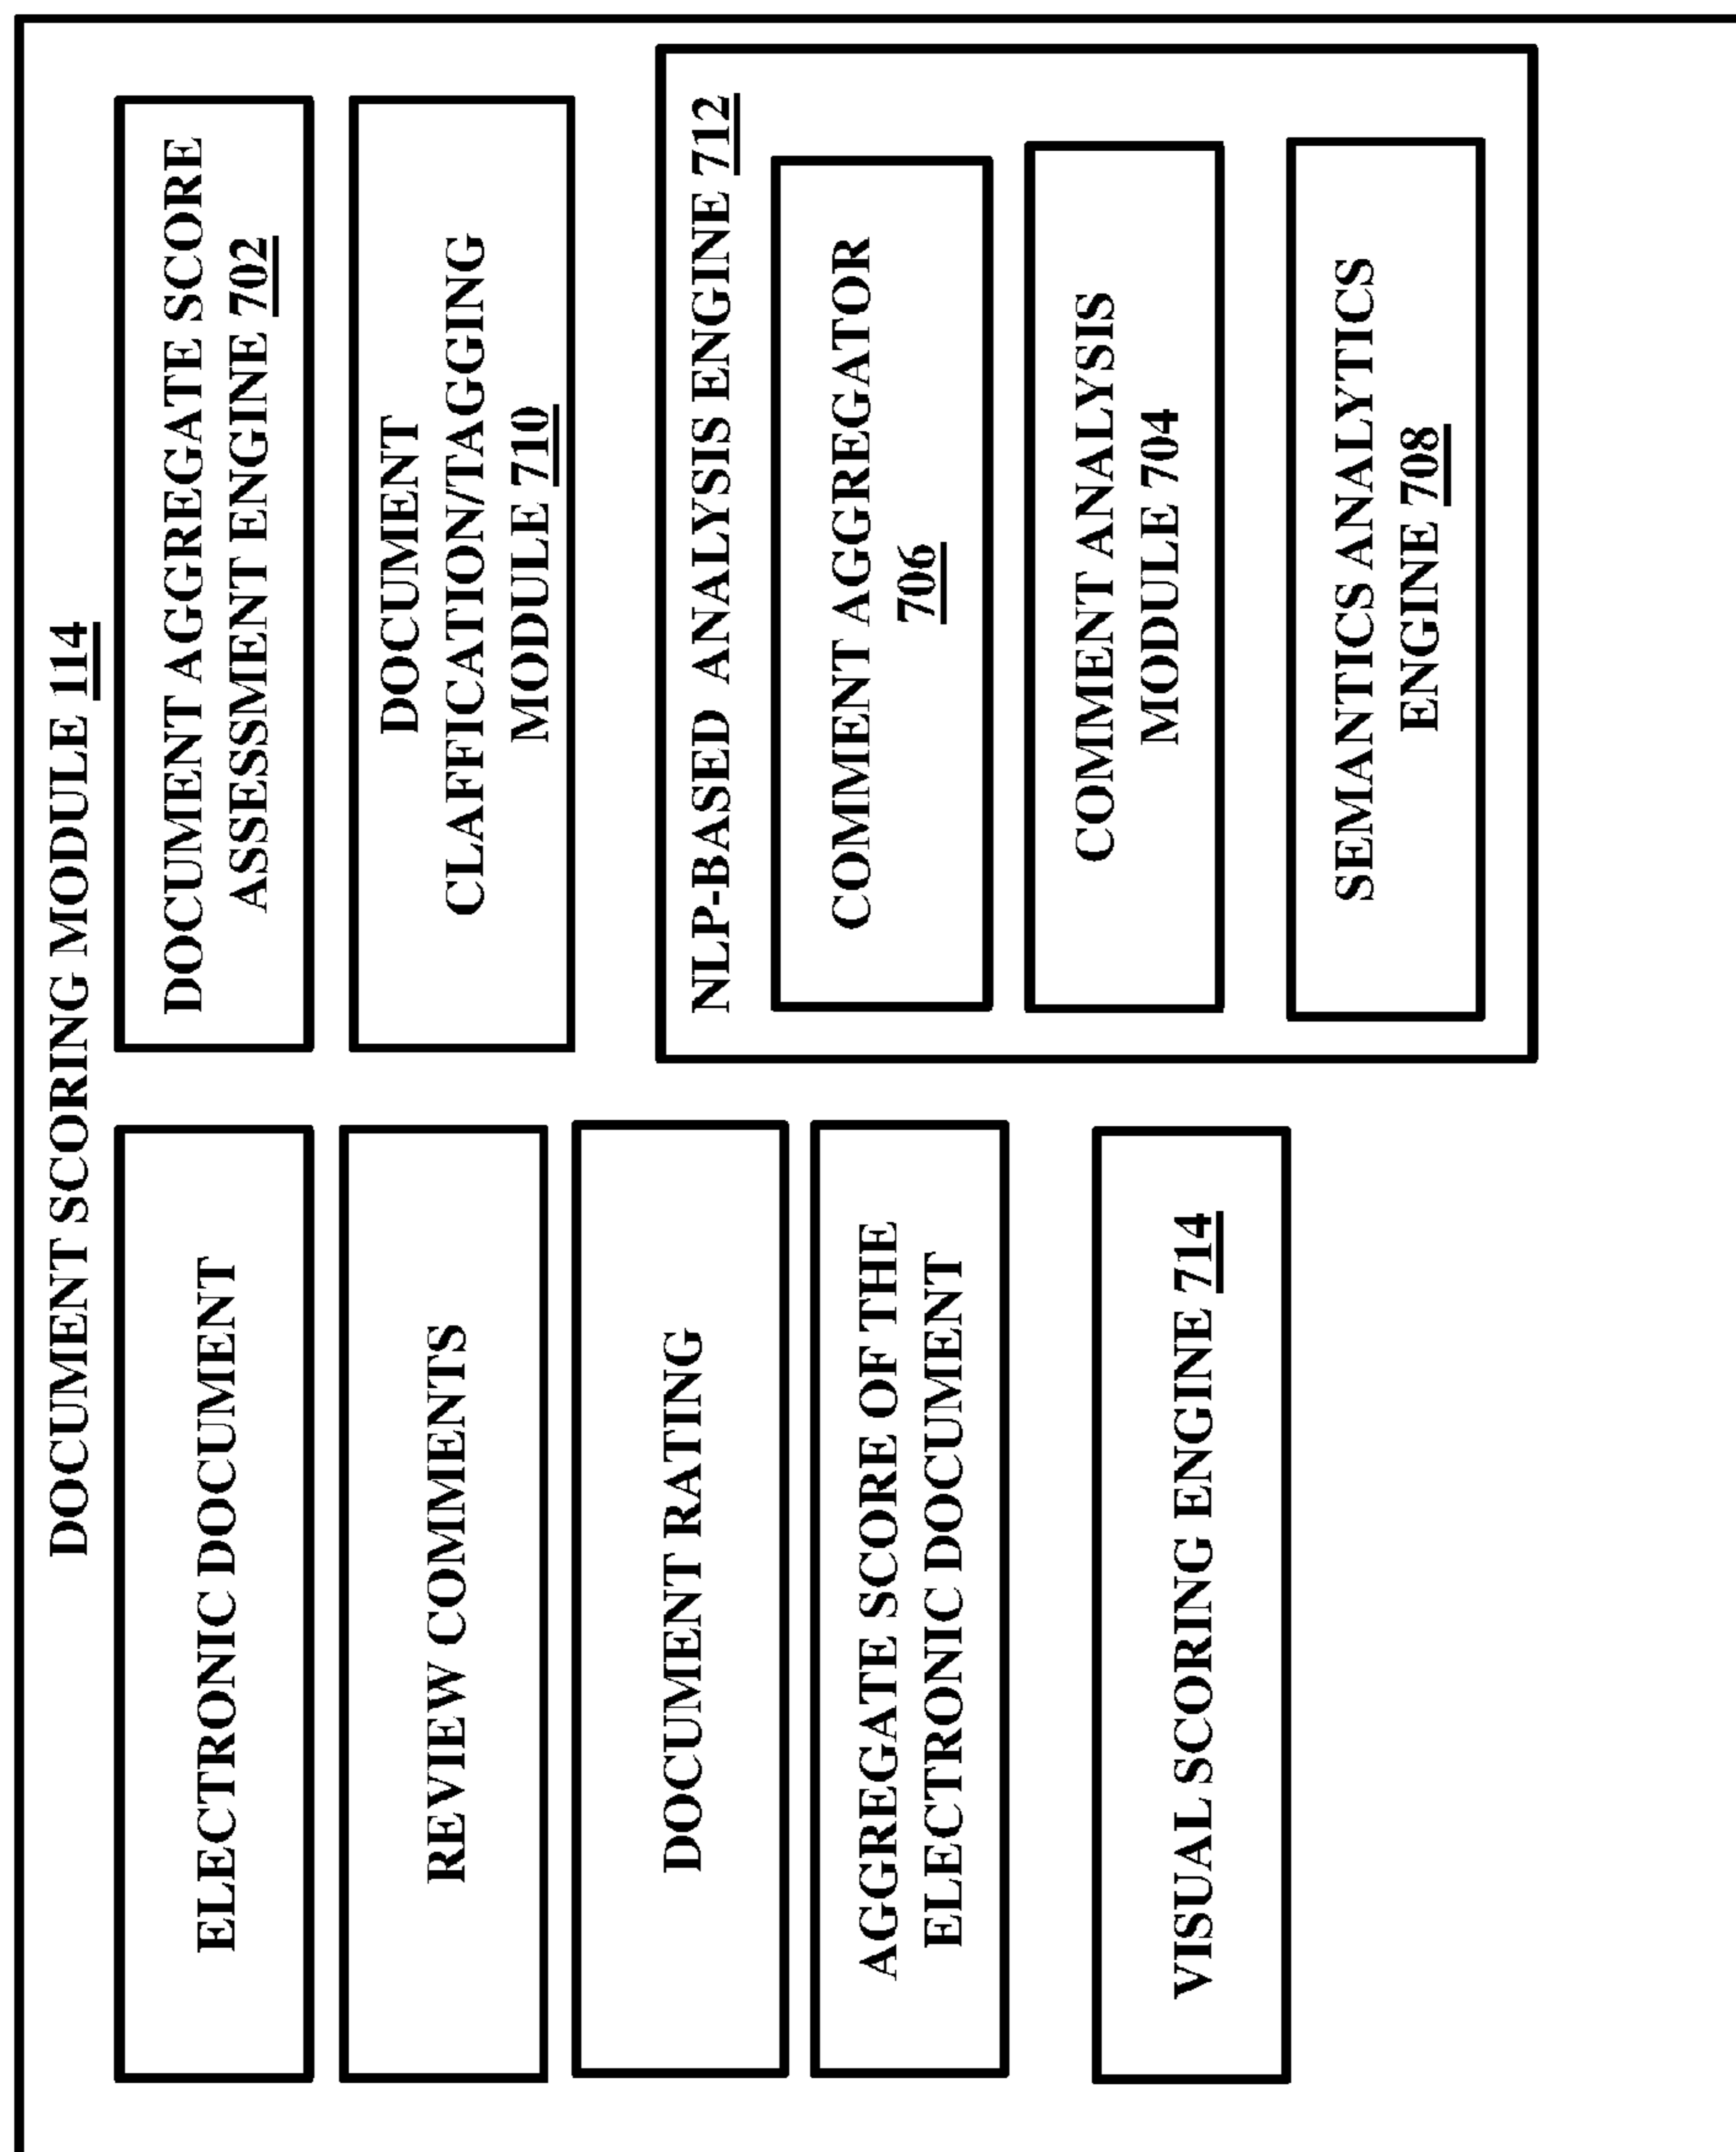 DOCUMENT SCORING MODULE 114
ELECTRONIC DOCUMENT
REVIEW COMMENTS
DOCUMENT RATING
AGGREGATE SCORE OF THE
ELECTRONIC DOCUMENT
VISUAL SCORING ENGINE 714
DOCUMENT AGGREGATE SCORE
ASSESSMENT ENGINE 702
DOCUMENT
CLAFFICATION/TAGGING
MODULE 710
NLP-BASED ANALYSIS ENGINE 712
COMMENT AGGREGATOR
706
COMMENT ANALYSIS
MODULE 704
SEMANTICS ANALYTICS
ENGINE 708